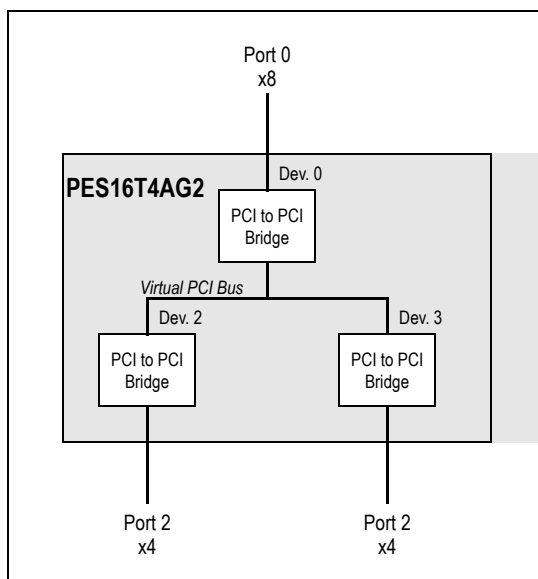 Port 0
x8
Dev. 0
PES16T4AG2
PCI to PCI
Bridge
Virtual PCI Bus
Dev. 2
Dev. 3
PCI to PCI
Bridge
PCI to PCI
Bridge
Port 2
x4
Port 2
x4